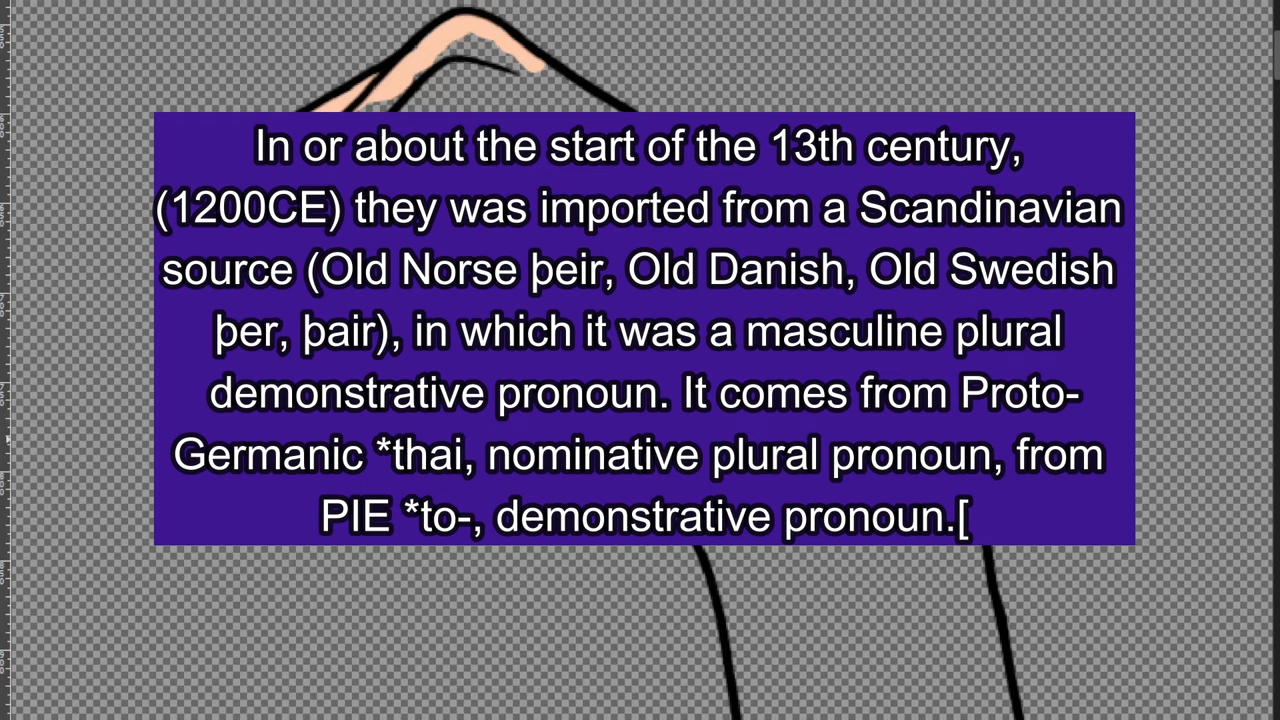 In or about the start of the 13th century,
(1200CE) they was imported from a Scandinavian
source (Old Norse þeir, Old Danish, Old Swedish
þer, þair), in which it was a masculine plural
demonstrative pronoun. It comes from Proto-
Germanic *thai, nominative plural pronoun, from
PIE *to-, demonstrative pronoun.[